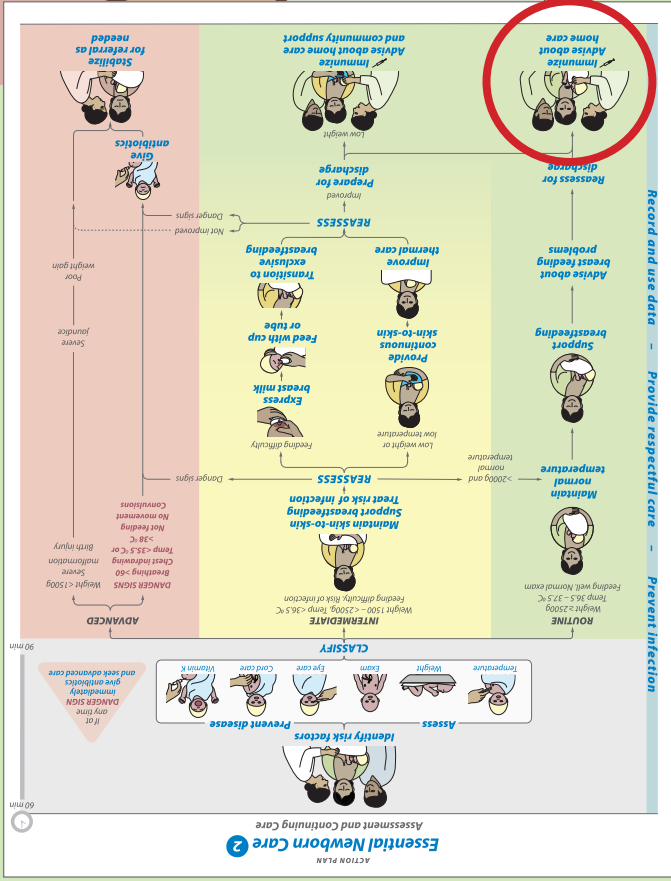 ACTION PLAN
Essential Newborn Care 2
Assessment and Continuing Care
60 min
Identify risk factors
Assess
Prevent disease
Temperature
Weight
Exam
Eye care
Cord care
Vitamin K
If at
any time
DANGER SIGN
immediately
give antibiotics
and seek advanced care
90 min
CLASSIFY
ROUTINE
Weight ≥2500g
Temp 36.5 – 37.5 ºC
Feeding well, Normal exam
Maintain
normal
temperature
Support
breastfeeding
Advise about
breast feeding
problems
Reassess for
discharge
Immunize
Advise about
home care
INTERMEDIATE
Weight 1500 – <2500g, Temp <36.5ºC
Feeding difficulty, Risk of infection
Maintain skin-to-skin
Support breastfeeding
Treat risk of infection
REASSESS
>2000g and
normal
temperature
Danger signs
Low weight or
low temperature
Provide
continuous
skin-to-skin
Improve
thermal care
Feeding difficulty
Express
breast milk
Feed with cup
or tube
Transition to
exclusive
breastfeeding
REASSESS
Not improved
Danger signs
Improved
Prepare for
discharge
Low weight
Immunize
Advise about home care
and community support
ADVANCED
DANGER SIGNS
Breathing >60
Chest indrawing
Temp <35.5ºC or
>38ºC
Not feeding
No movement
Convulsions
Weight <1500g
Severe
malformation
Birth injury
Severe
jaundice
Poor
weight gain
Give
antibiotics
Stabilize
for referral as
needed
Prevent infection – Provide respectful care – Record and use data